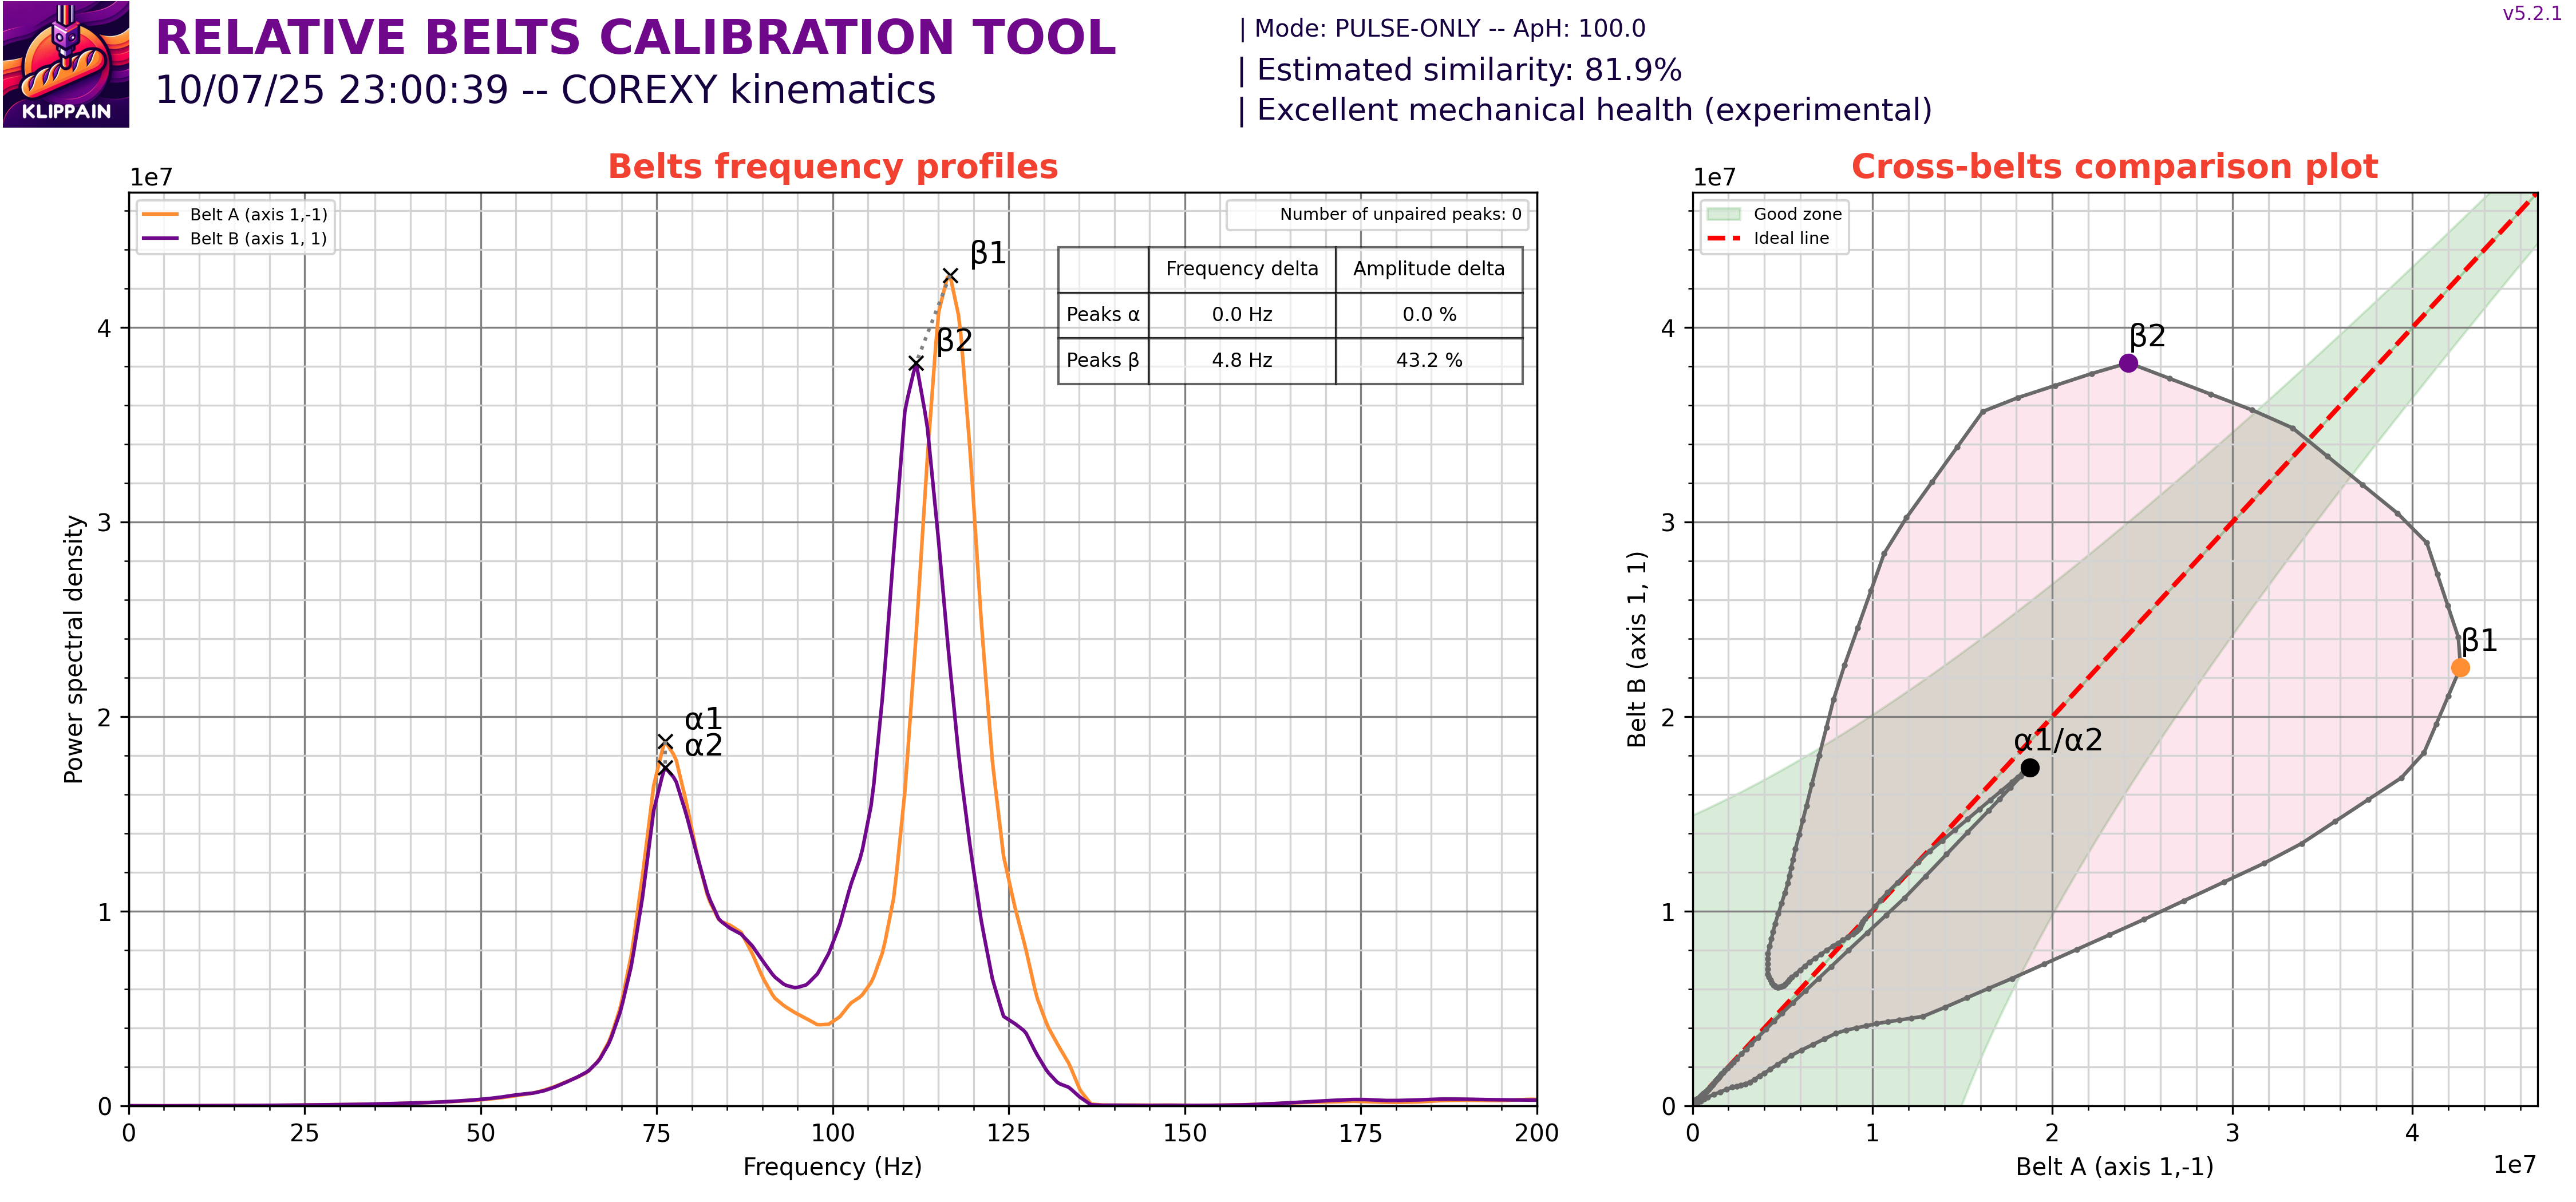 KLIPPAIN
RELATIVE BELTS CALIBRATION TOOL
10/07/25 23:00:39 -- COREXY kinematics
| Mode: PULSE-ONLY -- ApH: 100.0
| Estimated similarity: 81.9%
| Excellent mechanical health (experimental)
v5.2.1
Belts frequency profiles
1e7
Belt A (axis 1,-1)
Belt B (axis 1, 1)
Number of unpaired peaks: 0
Frequency delta Amplitude delta
Peaks α 0.0 Hz 0.0 %
Peaks β 4.8 Hz 43.2 %
β1
β2
α1
α2
Power spectral density
4
3
2
1
0
0 25 50 75 100 125 150 175 200
Frequency (Hz)
Cross-belts comparison plot
1e7
Good zone
Ideal line
β2
β1
α1/α2
Belt B (axis 1, 1)
4
3
2
1
0
0 1 2 3 4
Belt A (axis 1,-1)
1e7